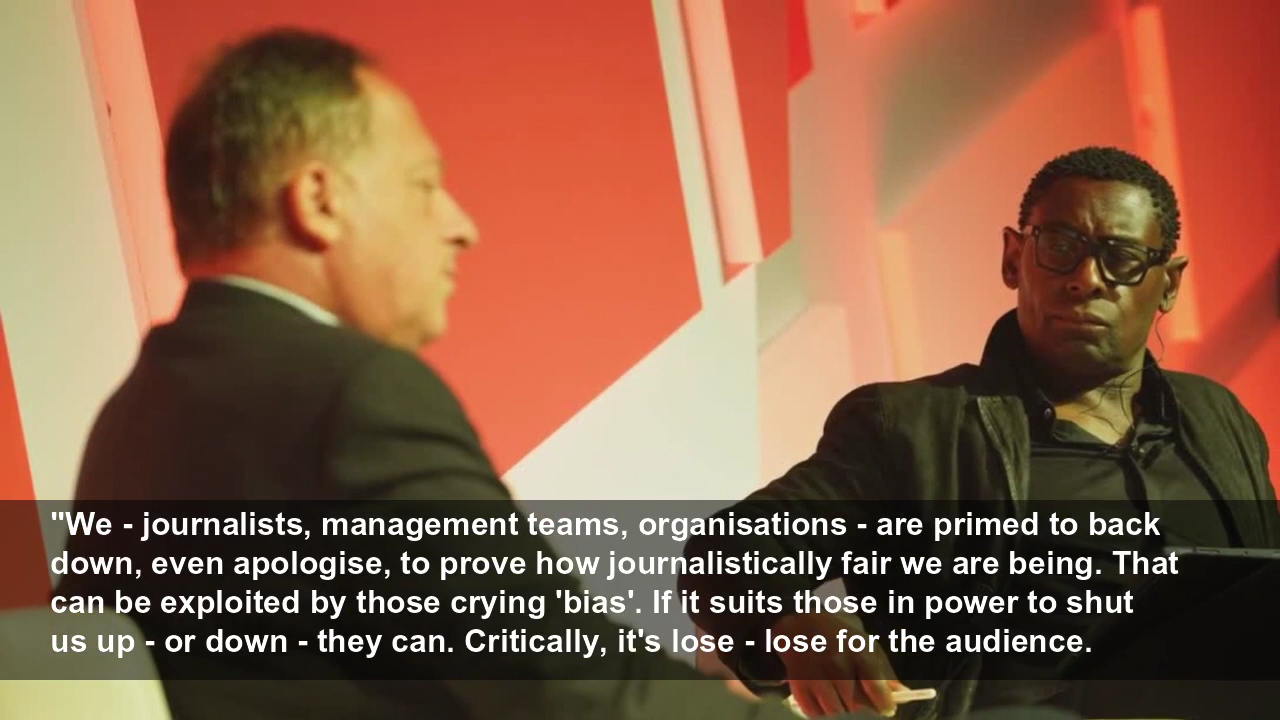 "We - journalists, management teams, organisations - are primed to back
down, even apologise, to prove how journalistically fair we are being. That
can be exploited by those crying 'bias'. If it suits those in power to shut
us up - or down - they can. Critically, it's lose - lose for the audience.